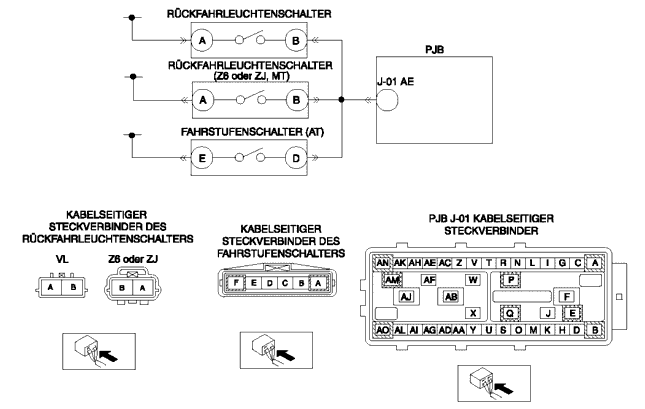 RÜCKFAHRLEUCHTENSCHALTER
A B
PJB
RÜCKFAHRLEUCHTENSCHALTER
(Z6 oder ZJ, MT)
J-01 AE
A B
FAHRSTUFENSCHALTER (AT)
E D
KABELSEITIGER
STECKVERBINDER DES
RÜCKFAHRLEUCHTENSCHALTERS
VL Z6 oder ZJ
A B B A
KABELSEITIGER
STECKVERBINDER DES
FAHRSTUFENSCHALTERS
F E D C B A
PJB J-01 KABELSEITIGER
STECKVERBINDER
AN AK AH AE AC Z V T R N L I G C A
AM AF W P
AJ AB F
X Q J E
AO AL AI AG AD AA Y U S O M K H D B